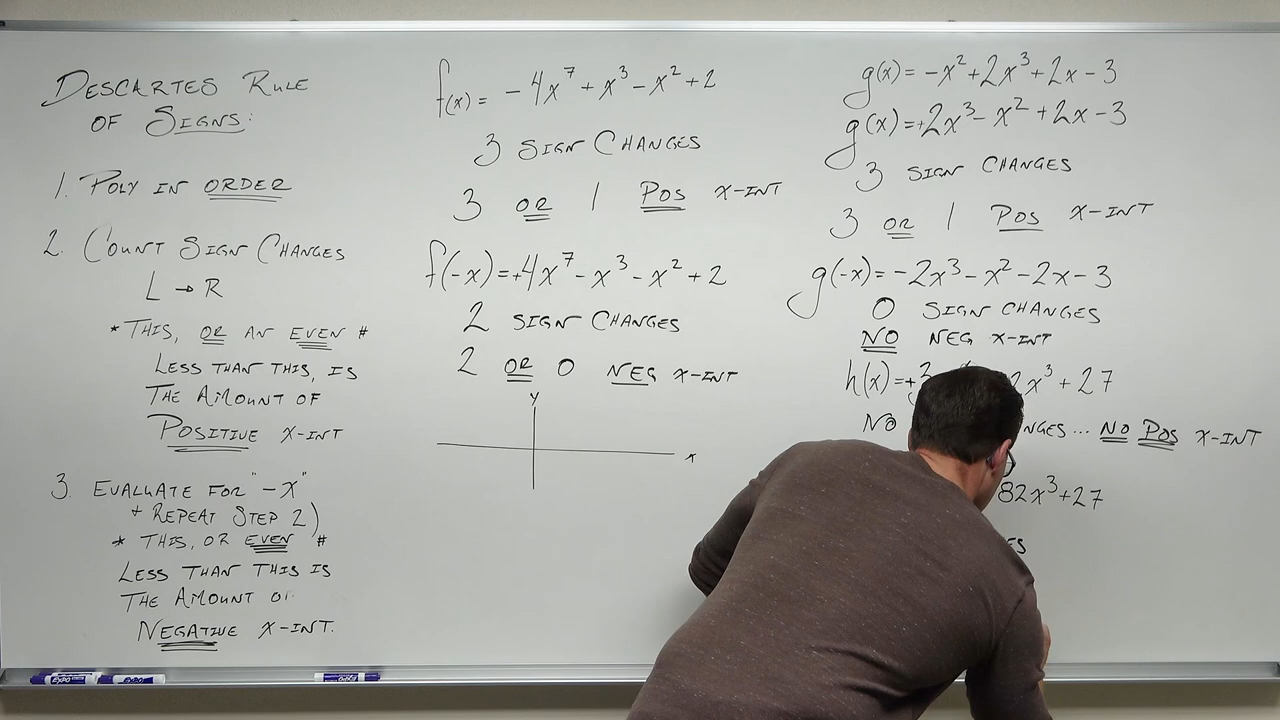 DESCARTES RULE
OF SIGNS:
1. POLY IN ORDER
2. COUNT SIGN CHANGES
L → R
* THIS, OR AN EVEN #
LESS THAN THIS, IS
THE AMOUNT OF
POSITIVE X-INT
3. EVALUATE FOR "-X"
+ REPEAT STEP 2)
* THIS, OR EVEN #
LESS THAN THIS IS
THE AMOUNT OF
NEGATIVE X-INT.
f(x) = -4x⁷ + x³ - x² + 2
3 SIGN CHANGES
3 OR 1 POS X-INT
f(-x) = +4x⁷ - x³ - x² + 2
2 SIGN CHANGES
2 OR 0 NEG X-INT
y
x
g(x) = -x² + 2x³ + 2x - 3
g(x) = +2x³ - x² + 2x - 3
3 SIGN CHANGES
3 OR 1 POS X-INT
g(-x) = -2x³ - x² - 2x - 3
0 SIGN CHANGES
NO NEG X-INT
h(x) = + 2x³ + 27
NO ... NO POS X-INT
82x³ + 27
EXPO
EXPO
EXPO